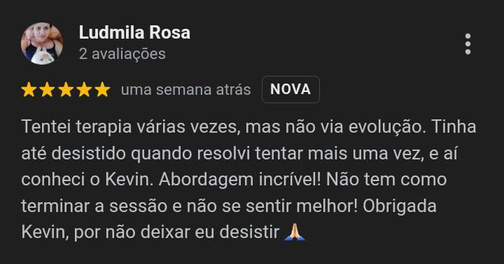 Ludmila Rosa
2 avaliações
★★★★★ uma semana atrás NOVA
Tentei terapia várias vezes, mas não via evolução. Tinha
até desistido quando resolvi tentar mais uma vez, e aí
conheci o Kevin. Abordagem incrível! Não tem como
terminar a sessão e não se sentir melhor! Obrigada
Kevin, por não deixar eu desistir 🙏🏻